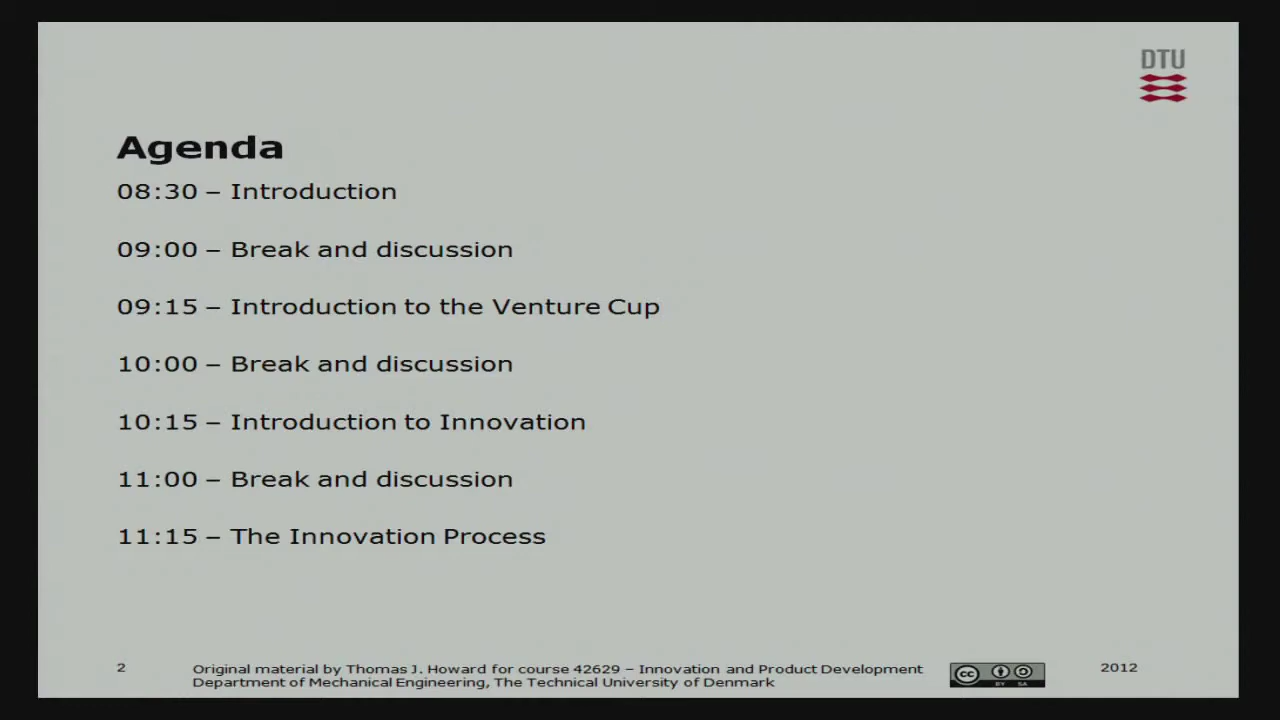 DTU
Agenda
08:30 – Introduction
09:00 – Break and discussion
09:15 – Introduction to the Venture Cup
10:00 – Break and discussion
10:15 – Introduction to Innovation
11:00 – Break and discussion
11:15 – The Innovation Process
2
Original material by Thomas J. Howard for course 42629 – Innovation and Product Development
Department of Mechanical Engineering, The Technical University of Denmark
cc
BY SA
2012